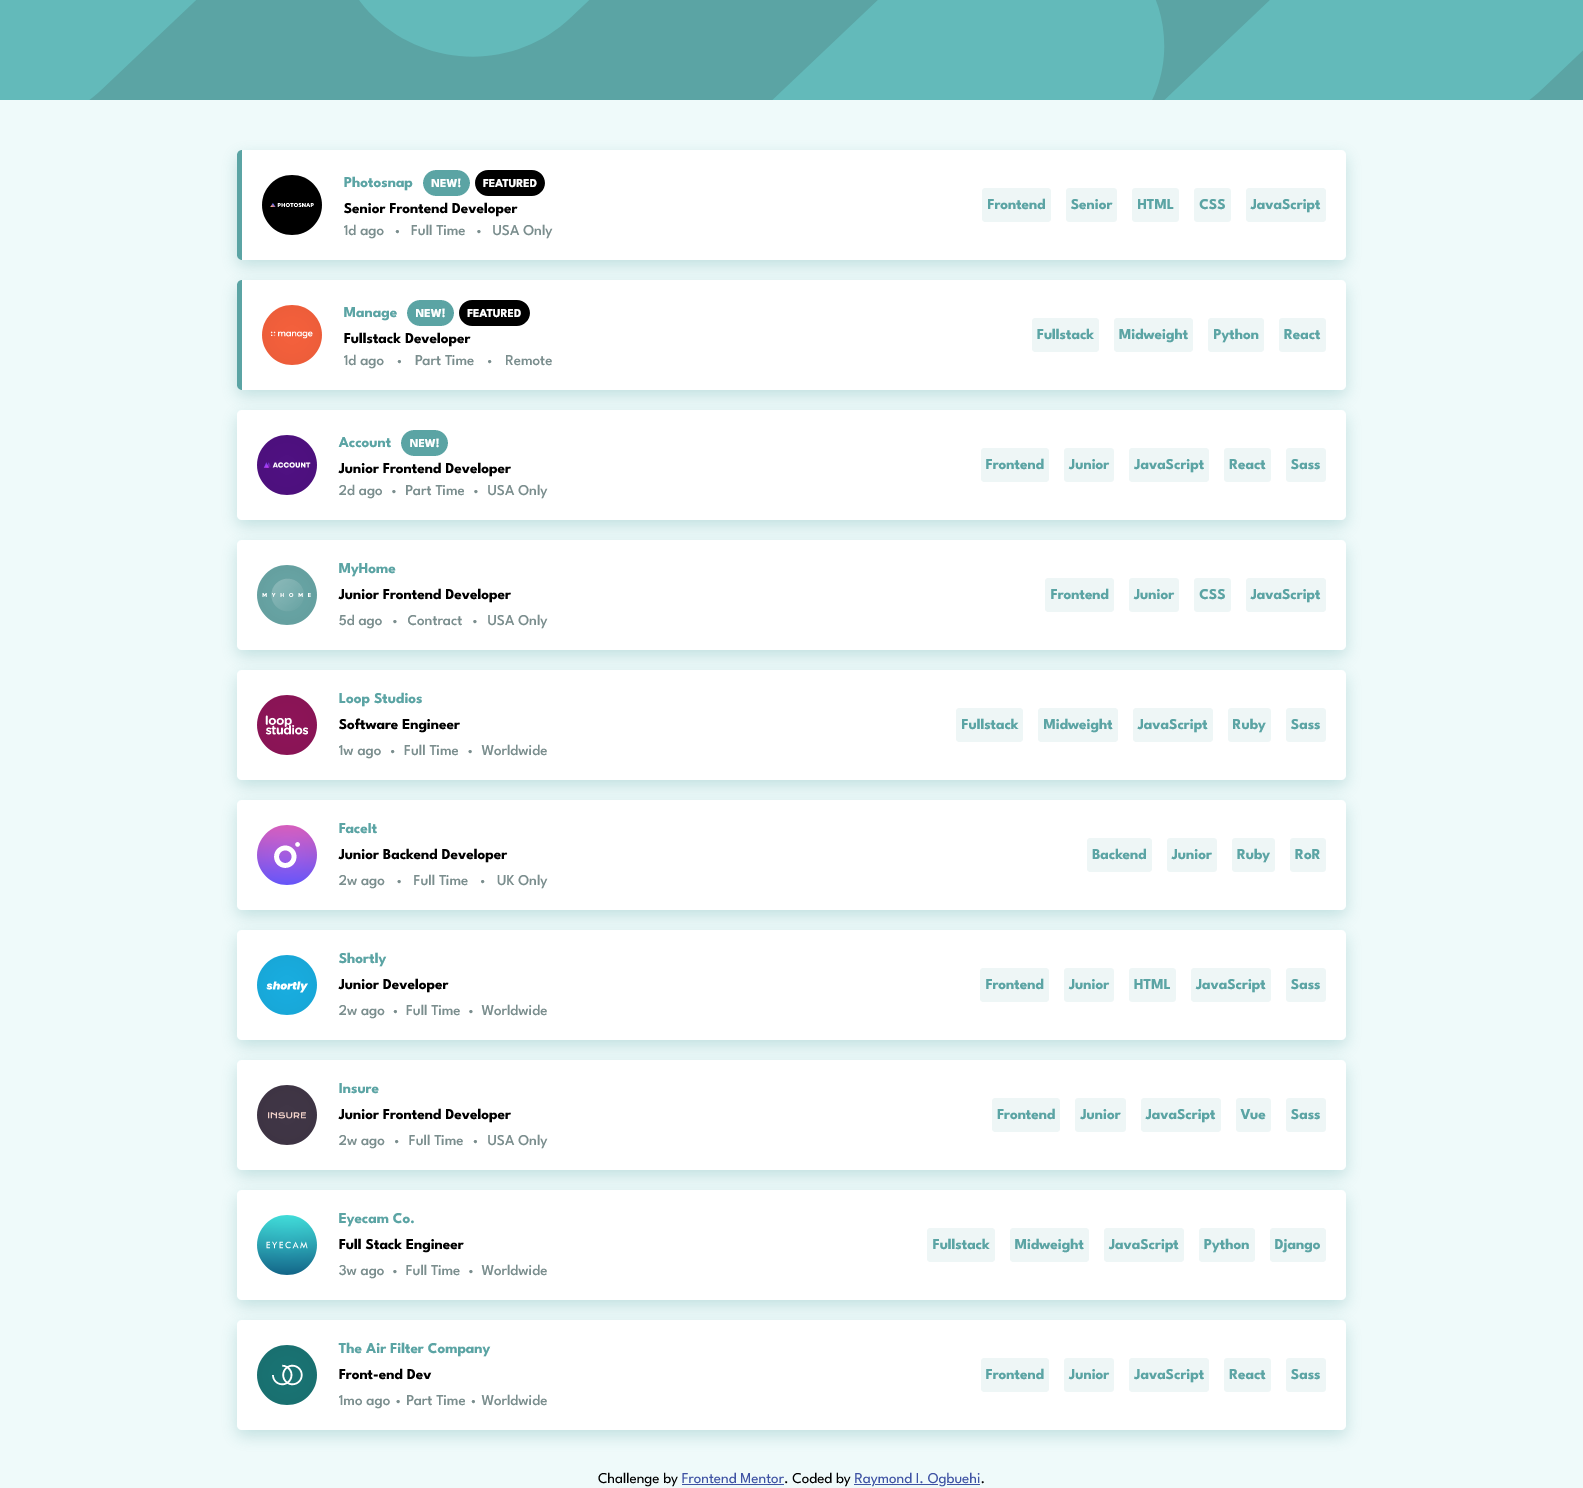 PHOTOSNAP
Photosnap NEW! FEATURED
Senior Frontend Developer
1d ago • Full Time • USA Only
Frontend Senior HTML CSS JavaScript
manage
Manage NEW! FEATURED
Fullstack Developer
1d ago • Part Time • Remote
Fullstack Midweight Python React
ACCOUNT
Account NEW!
Junior Frontend Developer
2d ago • Part Time • USA Only
Frontend Junior JavaScript React Sass
MYHOME
MyHome
Junior Frontend Developer
5d ago • Contract • USA Only
Frontend Junior CSS JavaScript
loop
studios
Loop Studios
Software Engineer
1w ago • Full Time • Worldwide
Fullstack Midweight JavaScript Ruby Sass
FaceIt
Junior Backend Developer
2w ago • Full Time • UK Only
Backend Junior Ruby RoR
shortly
Shortly
Junior Developer
2w ago • Full Time • Worldwide
Frontend Junior HTML JavaScript Sass
INSURE
Insure
Junior Frontend Developer
2w ago • Full Time • USA Only
Frontend Junior JavaScript Vue Sass
EYECAM
Eyecam Co.
Full Stack Engineer
3w ago • Full Time • Worldwide
Fullstack Midweight JavaScript Python Django
The Air Filter Company
Front-end Dev
1mo ago • Part Time • Worldwide
Frontend Junior JavaScript React Sass
Challenge by Frontend Mentor. Coded by Raymond I. Ogbuehi.